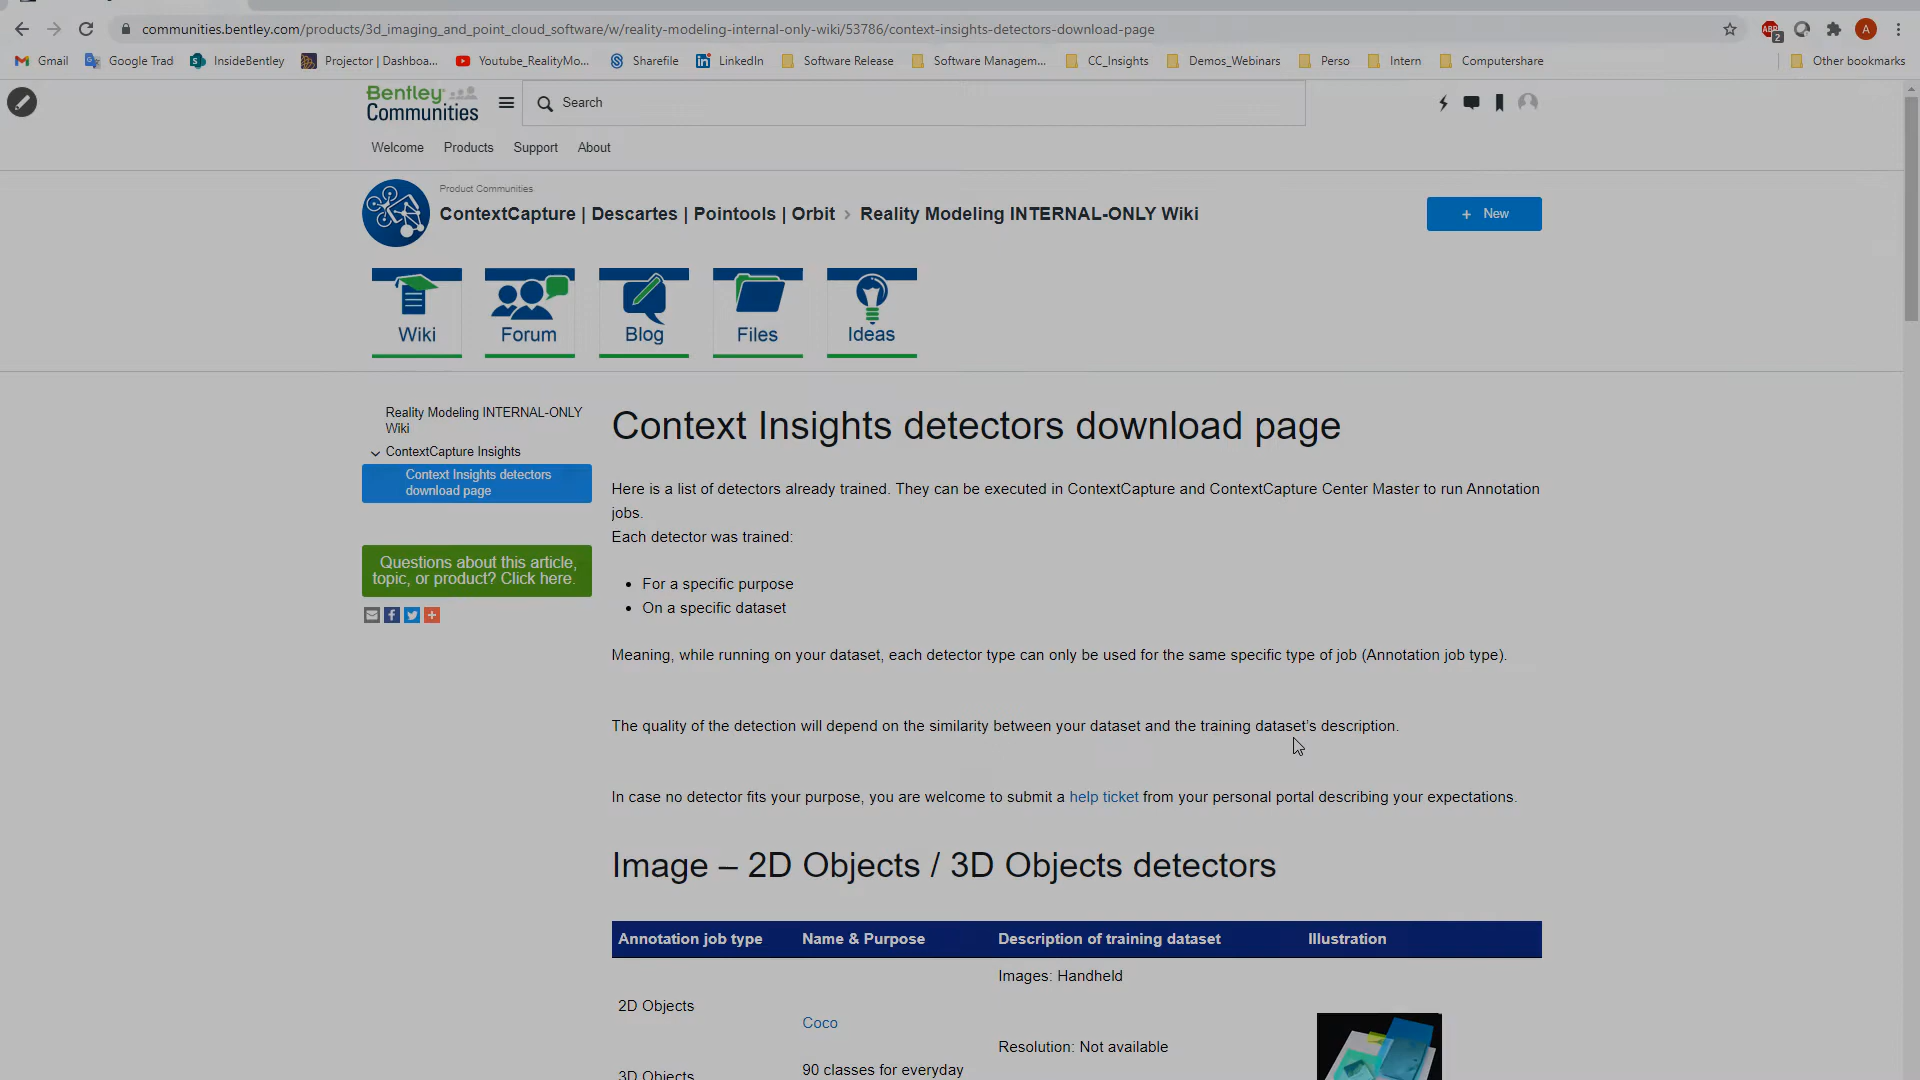 communities.bentley.com/products/3d_imaging_and_point_cloud_software/w/reality-modeling-internal-only-wiki/53786/context-insights-detectors-download-page
ABP
2
A
Gmail
Google Trad
InsideBentley
Projector | Dashboa...
Youtube_RealityMo...
Sharefile
LinkedIn
Software Release
Software Managem...
CC_Insights
Demos_Webinars
Perso
Intern
Computershare
Other bookmarks
Bentley
Communities
Search
Welcome
Products
Support
About
Product Communities
ContextCapture | Descartes | Pointools | Orbit › Reality Modeling INTERNAL-ONLY Wiki
+ New
Wiki
Forum
Blog
Files
Ideas
Reality Modeling INTERNAL-ONLY
Wiki
ContextCapture Insights
Context Insights detectors
download page
Questions about this article,
topic, or product? Click here.
Context Insights detectors download page
Here is a list of detectors already trained. They can be executed in ContextCapture and ContextCapture Center Master to run Annotation
jobs.
Each detector was trained:
• For a specific purpose
• On a specific dataset
Meaning, while running on your dataset, each detector type can only be used for the same specific type of job (Annotation job type).
The quality of the detection will depend on the similarity between your dataset and the training dataset’s description.
In case no detector fits your purpose, you are welcome to submit a help ticket from your personal portal describing your expectations.
Image – 2D Objects / 3D Objects detectors
Annotation job type
Name & Purpose
Description of training dataset
Illustration
Images: Handheld
2D Objects
Coco
Resolution: Not available
90 classes for everyday
3D Objects